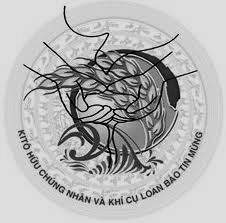 KITÔ HỮU CHỨNG NHÂN VÀ KHÍ CỤ LOAN BÁO TIN MỪNG